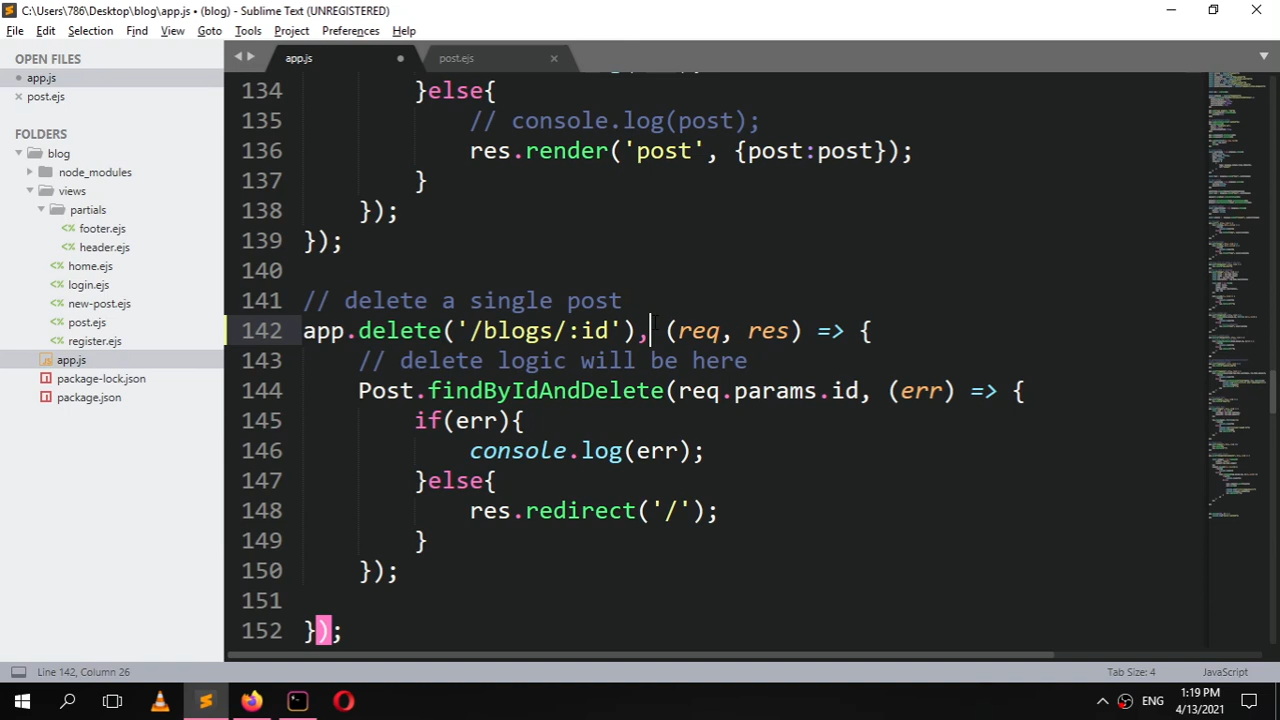 C:\Users\786\Desktop\blog\app.js • (blog) - Sublime Text (UNREGISTERED)
File Edit Selection Find View Goto Tools Project Preferences Help
OPEN FILES
app.js
post.ejs
FOLDERS
blog
node_modules
views
partials
footer.ejs
header.ejs
home.ejs
login.ejs
new-post.ejs
post.ejs
register.ejs
app.js
package-lock.json
package.json
app.js post.ejs
134 }else{
135 // console.log(post);
136 res.render('post', {post:post});
137 }
138 });
139 });
140
141 // delete a single post
142 app.delete('/blogs/:id'), (req, res) => {
143 // delete logic will be here
144 Post.findByIdAndDelete(req.params.id, (err) => {
145 if(err){
146 console.log(err);
147 }else{
148 res.redirect('/');
149 }
150 });
151
152 });
Line 142, Column 26 Tab Size: 4 JavaScript
ENG
1:19 PM
4/13/2021